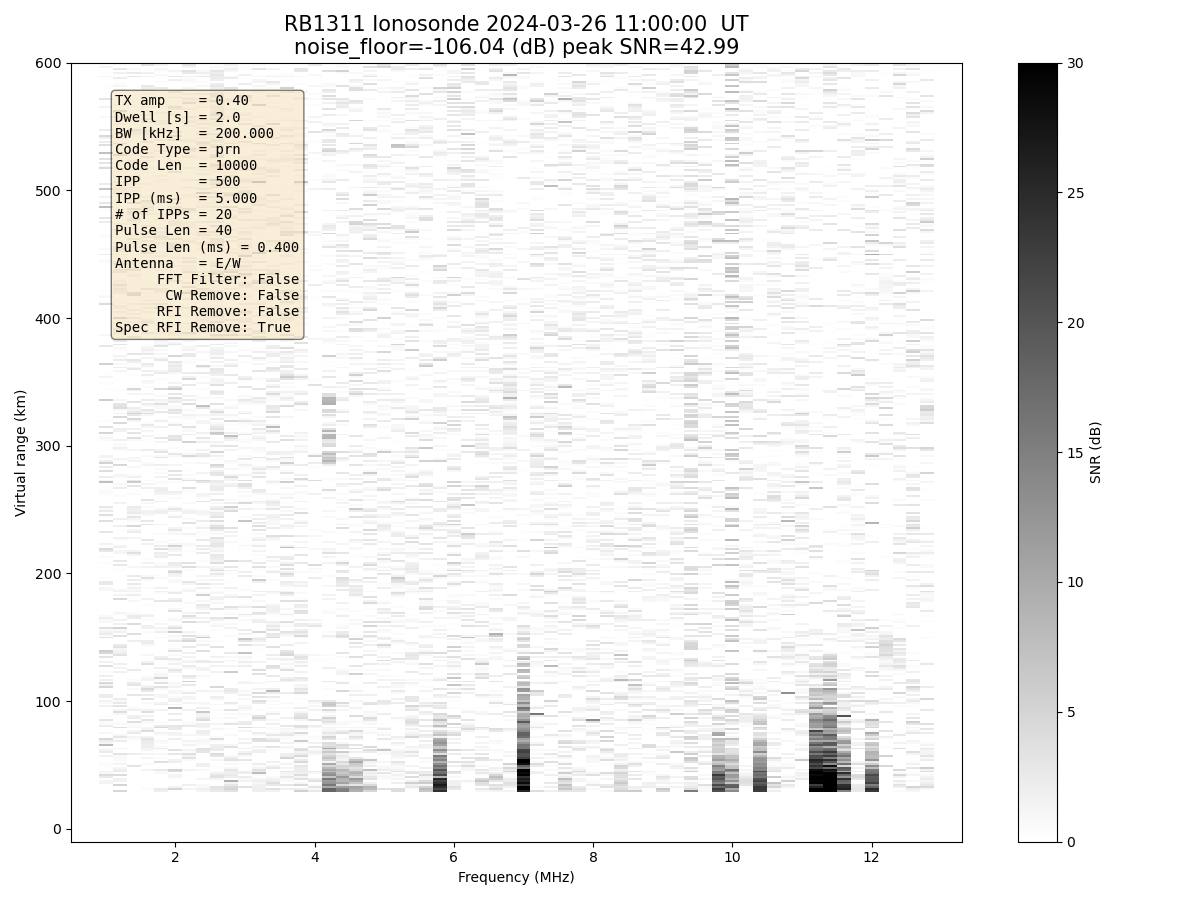 RB1311 Ionosonde 2024-03-26 11:00:00  UT
noise_floor=-106.04 (dB) peak SNR=42.99
TX amp    = 0.40
Dwell [s] = 2.0
BW [kHz]  = 200.000
Code Type = prn
Code Len  = 10000
IPP       = 500
IPP (ms)  = 5.000
# of IPPs = 20
Pulse Len = 40
Pulse Len (ms) = 0.400
Antenna   = E/W
FFT Filter: False
CW Remove: False
RFI Remove: False
Spec RFI Remove: True
Virtual range (km)
600
500
400
300
200
100
0
2
4
6
8
10
12
Frequency (MHz)
30
25
20
15
10
5
0
SNR (dB)